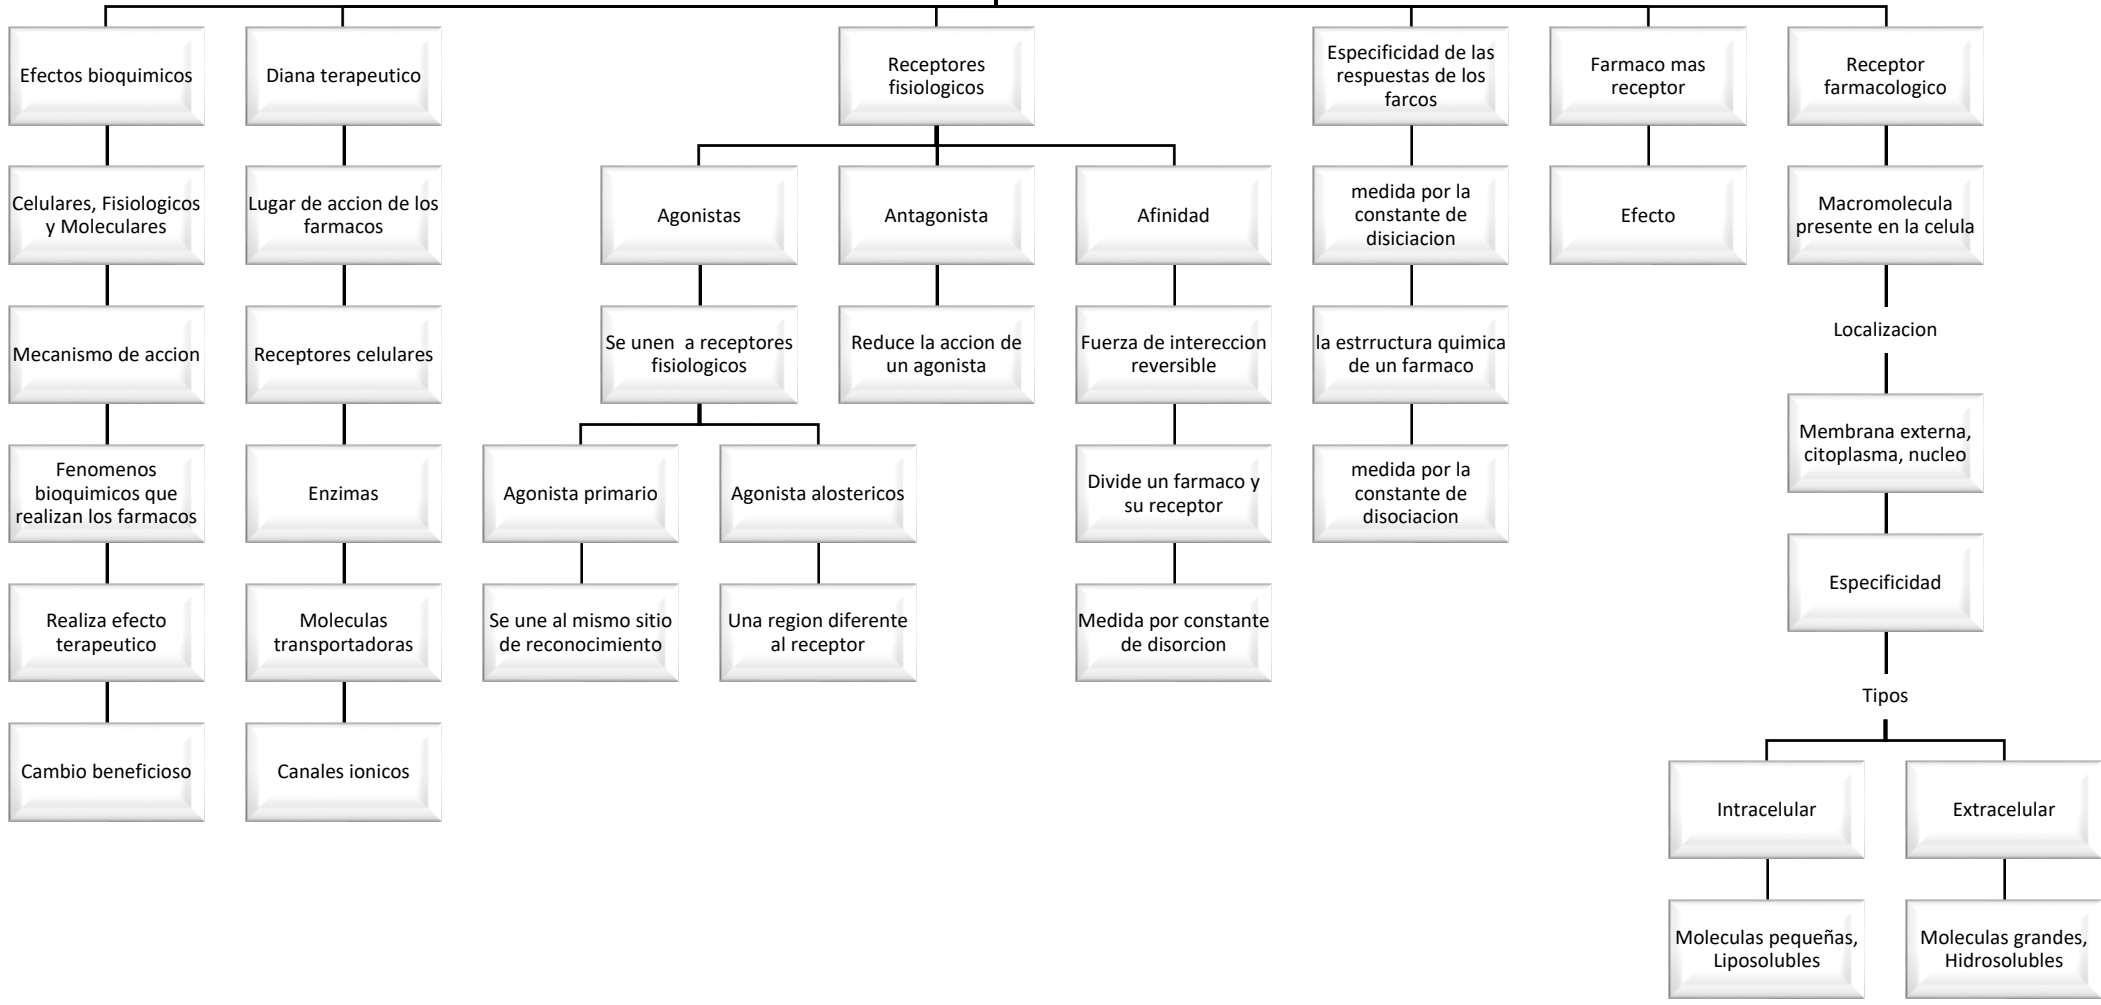 Efectos bioquimicos
Celulares, Fisiologicos
y Moleculares
Mecanismo de accion
Fenomenos
bioquimicos que
realizan los farmacos
Realiza efecto
terapeutico
Cambio beneficioso
Diana terapeutico
Lugar de accion de los
farmacos
Receptores celulares
Enzimas
Moleculas
transportadoras
Canales ionicos
Receptores
fisiologicos
Agonistas
Se unen a receptores
fisiologicos
Agonista primario
Se une al mismo sitio
de reconocimiento
Agonista alostericos
Una region diferente
al receptor
Antagonista
Reduce la accion de
un agonista
Afinidad
Fuerza de intereccion
reversible
Divide un farmaco y
su receptor
Medida por constante
de disorcion
Especificidad de las
respuestas de los
farcos
medida por la
constante de
disiciacion
la estrructura quimica
de un farmaco
medida por la
constante de
disociacion
Farmaco mas
receptor
Efecto
Receptor
farmacologico
Macromolecula
presente en la celula
Localizacion
Membrana externa,
citoplasma, nucleo
Especificidad
Tipos
Intracelular
Moleculas pequeñas,
Liposolubles
Extracelular
Moleculas grandes,
Hidrosolubles